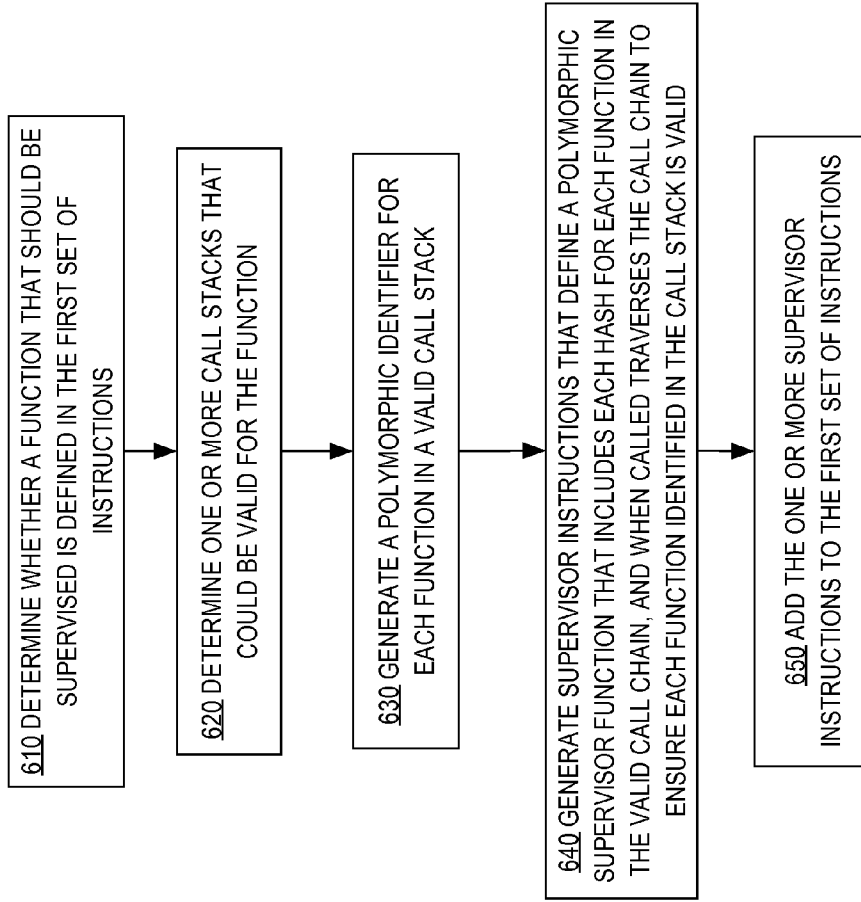 610 DETERMINE WHETHER A FUNCTION THAT SHOULD BE
SUPERVISED IS DEFINED IN THE FIRST SET OF
INSTRUCTIONS
620 DETERMINE ONE OR MORE CALL STACKS THAT
COULD BE VALID FOR THE FUNCTION
630 GENERATE A POLYMORPHIC IDENTIFIER FOR
EACH FUNCTION IN A VALID CALL STACK
640 GENERATE SUPERVISOR INSTRUCTIONS THAT DEFINE A POLYMORPHIC
SUPERVISOR FUNCTION THAT INCLUDES EACH HASH FOR EACH FUNCTION IN
THE VALID CALL CHAIN, AND WHEN CALLED TRAVERSES THE CALL CHAIN TO
ENSURE EACH FUNCTION IDENTIFIED IN THE CALL STACK IS VALID
650 ADD THE ONE OR MORE SUPERVISOR
INSTRUCTIONS TO THE FIRST SET OF INSTRUCTIONS